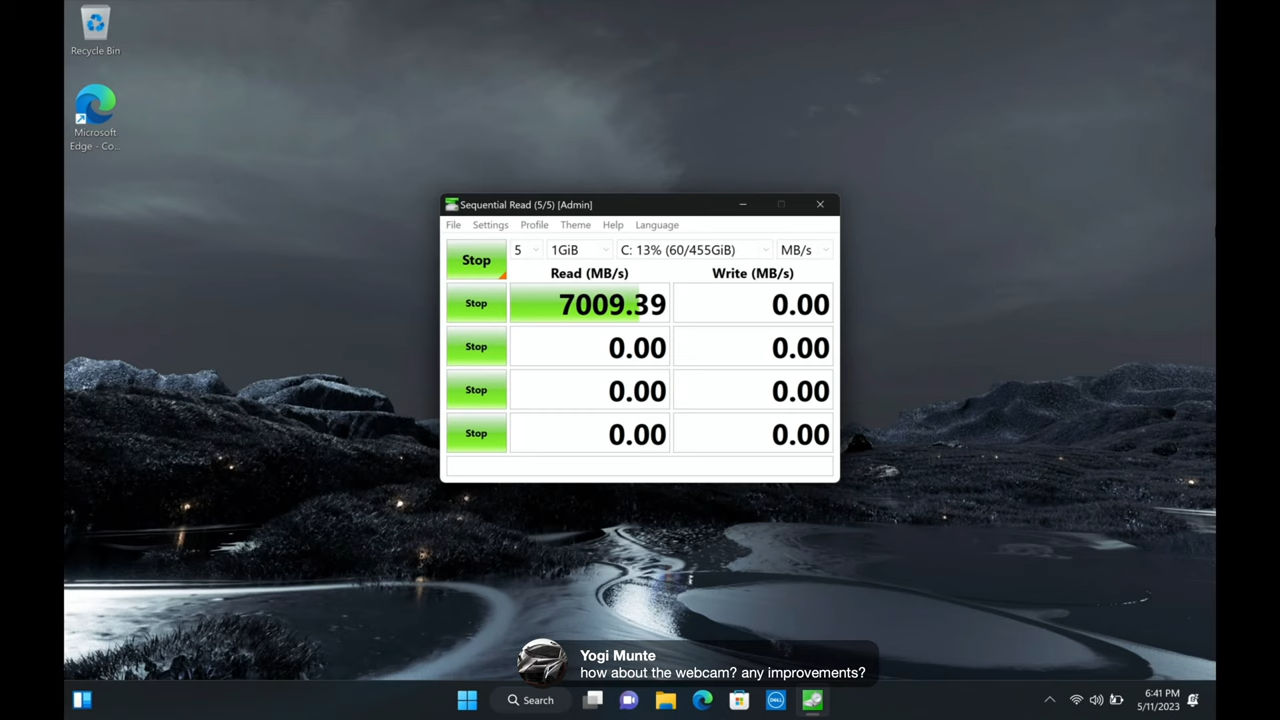 Recycle Bin
Microsoft
Edge - Co...
Sequential Read (5/5) [Admin]
File Settings Profile Theme Help Language
Stop 5 1GiB C: 13% (60/455GiB) MB/s
Read (MB/s) Write (MB/s)
Stop 7009.39 0.00
Stop 0.00 0.00
Stop 0.00 0.00
Stop 0.00 0.00
Yogi Munte
how about the webcam? any improvements?
Search
DELL
6:41 PM
5/11/2023